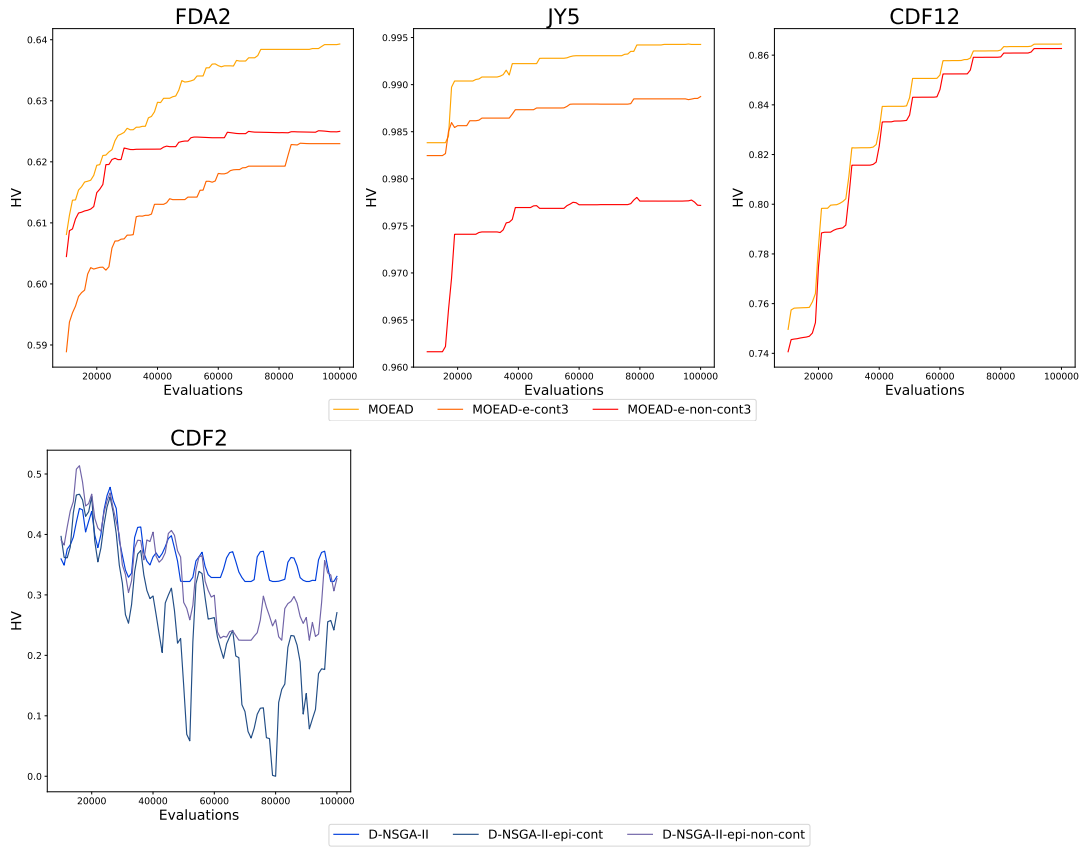 FDA2
JY5
CDF12
HV
0.64
0.63
0.62
0.61
0.60
0.59
20000 40000 60000 80000 100000
Evaluations
HV
0.995
0.990
0.985
0.980
0.975
0.970
0.965
0.960
20000 40000 60000 80000 100000
Evaluations
HV
0.86
0.84
0.82
0.80
0.78
0.76
0.74
20000 40000 60000 80000 100000
Evaluations
MOEAD MOEAD-e-cont3 MOEAD-e-non-cont3
CDF2
HV
0.5
0.4
0.3
0.2
0.1
0.0
20000 40000 60000 80000 100000
Evaluations
D-NSGA-II D-NSGA-II-epi-cont D-NSGA-II-epi-non-cont